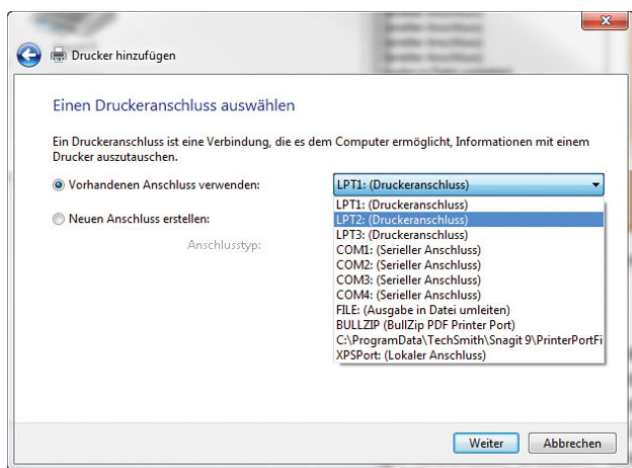 Drucker hinzufügen
Einen Druckeranschluss auswählen
Ein Druckeranschluss ist eine Verbindung, die es dem Computer ermöglicht, Informationen mit einem
Drucker auszutauschen.
Vorhandenen Anschluss verwenden:
LPT1: (Druckeranschluss)
LPT1: (Druckeranschluss)
LPT2: (Druckeranschluss)
LPT3: (Druckeranschluss)
COM1: (Serieller Anschluss)
COM2: (Serieller Anschluss)
COM3: (Serieller Anschluss)
COM4: (Serieller Anschluss)
FILE: (Ausgabe in Datei umleiten)
BULLZIP (BullZip PDF Printer Port)
C:\ProgramData\TechSmith\Snagit 9\PrinterPortFi
XPSPort: (Lokaler Anschluss)
Neuen Anschluss erstellen:
Anschlusstyp:
Weiter
Abbrechen